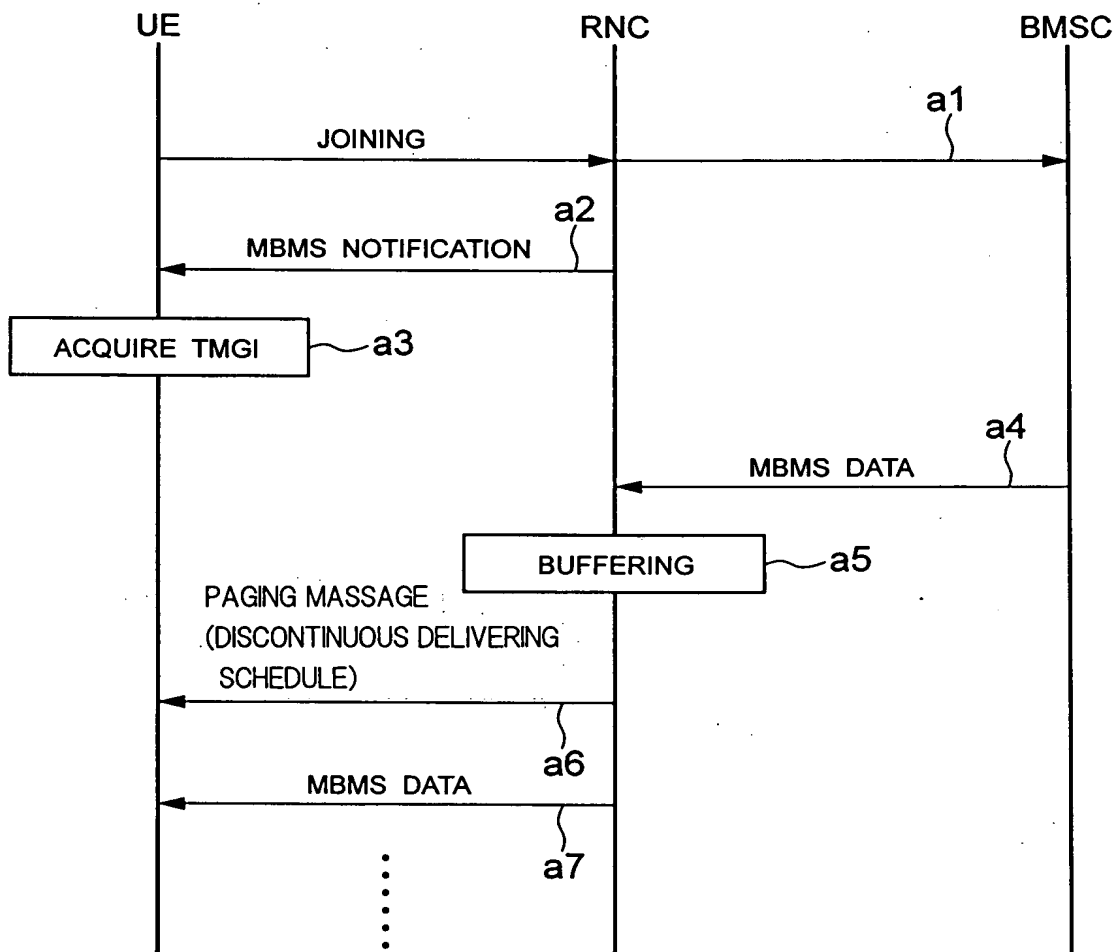 UE RNC BMSC
a1
JOINING
a2
MBMS NOTIFICATION
ACQUIRE TMGI a3
a4
MBMS DATA
BUFFERING a5
PAGING MASSAGE
(DISCONTINUOUS DELIVERING
SCHEDULE)
a6
MBMS DATA
a7